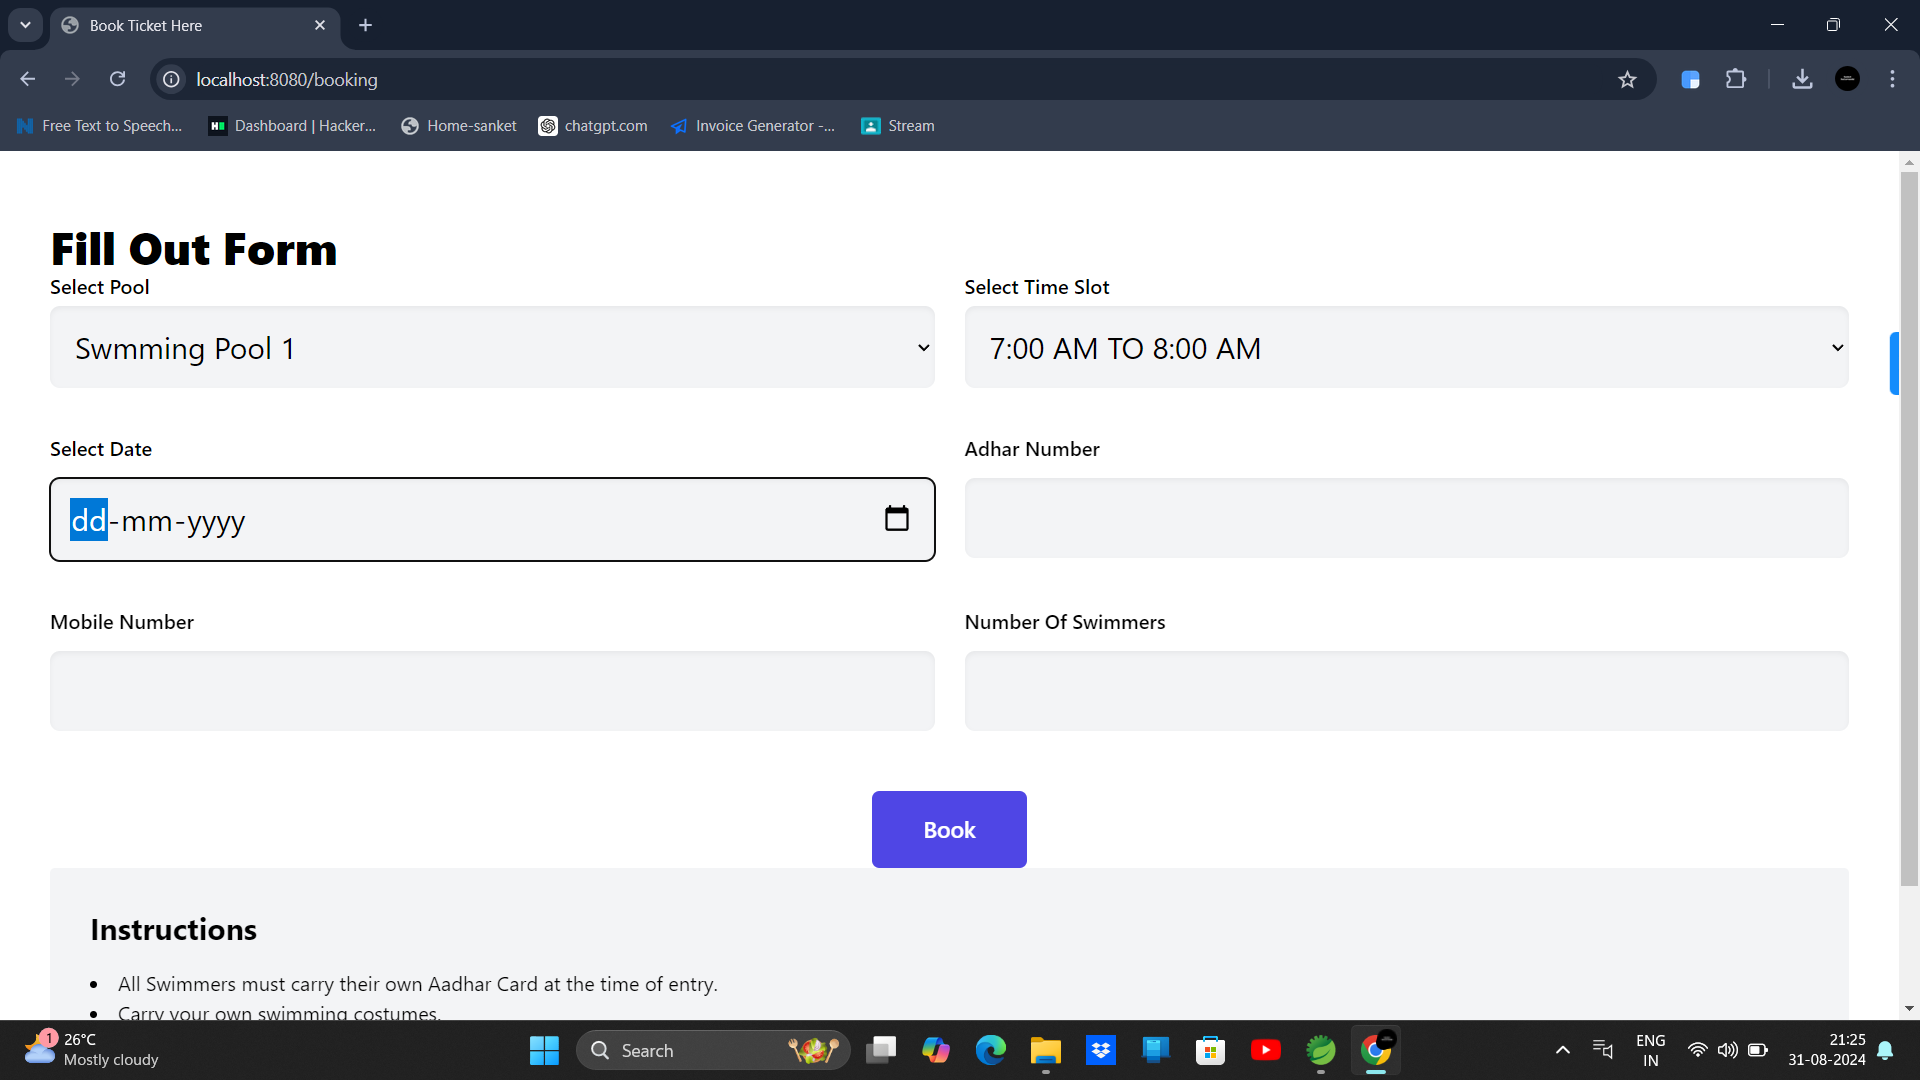 Book Ticket Here
localhost:8080/booking
Free Text to Speech... Dashboard | Hacker... Home-sanket chatgpt.com Invoice Generator -... Stream
Fill Out Form
Select Pool Select Time Slot
Swmming Pool 1 7:00 AM TO 8:00 AM
Select Date Adhar Number
dd-mm-yyyy
Mobile Number Number Of Swimmers
Book
Instructions
All Swimmers must carry their own Aadhar Card at the time of entry.
Carry your own swimming costumes.
1 26°C
Mostly cloudy
Search
ENG
IN
21:25
31-08-2024